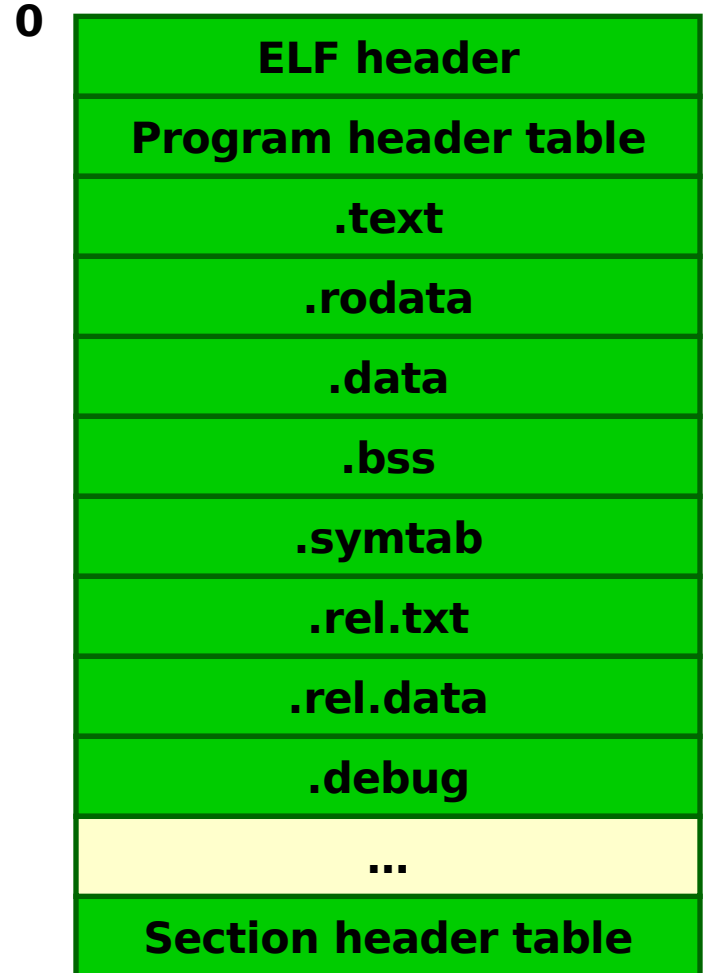 0
ELF header
Program header table
.text
.rodata
.data
.bss
.symtab
.rel.txt
.rel.data
.debug
...
Section header table